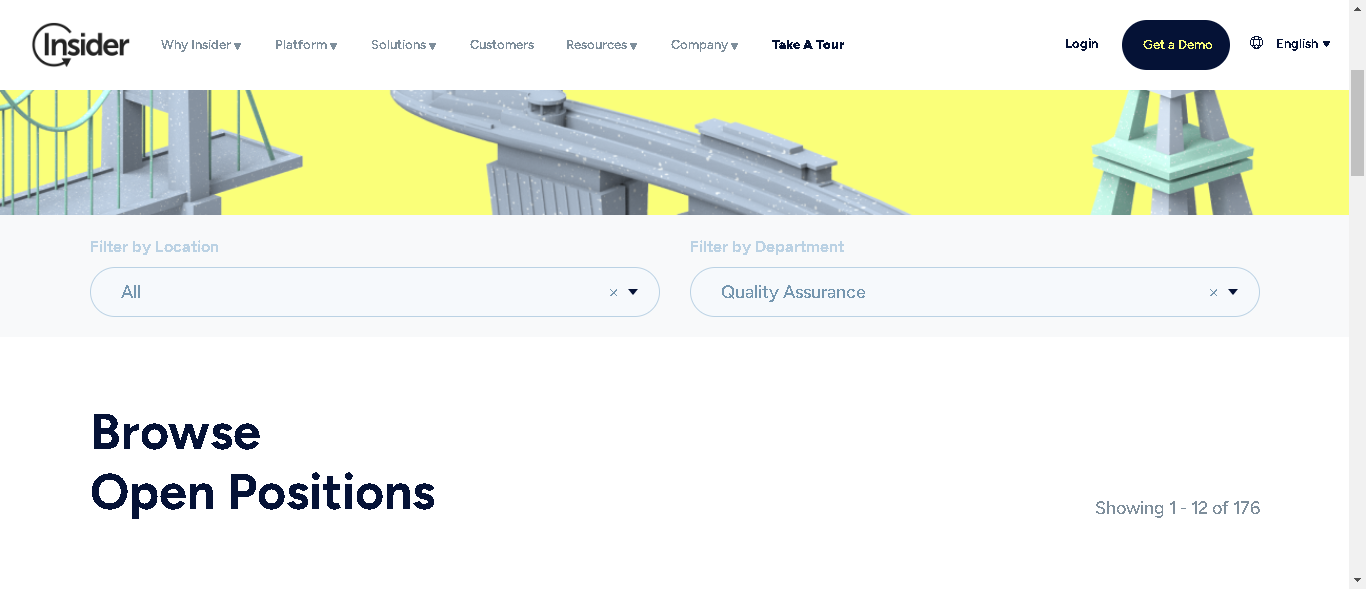 Insider
Why Insider ▾ Platform ▾ Solutions ▾ Customers Resources ▾ Company ▾ Take A Tour Login Get a Demo English ▾
Filter by Location Filter by Department
All × ▾ Quality Assurance × ▾
Browse
Open Positions
Showing 1 - 12 of 176